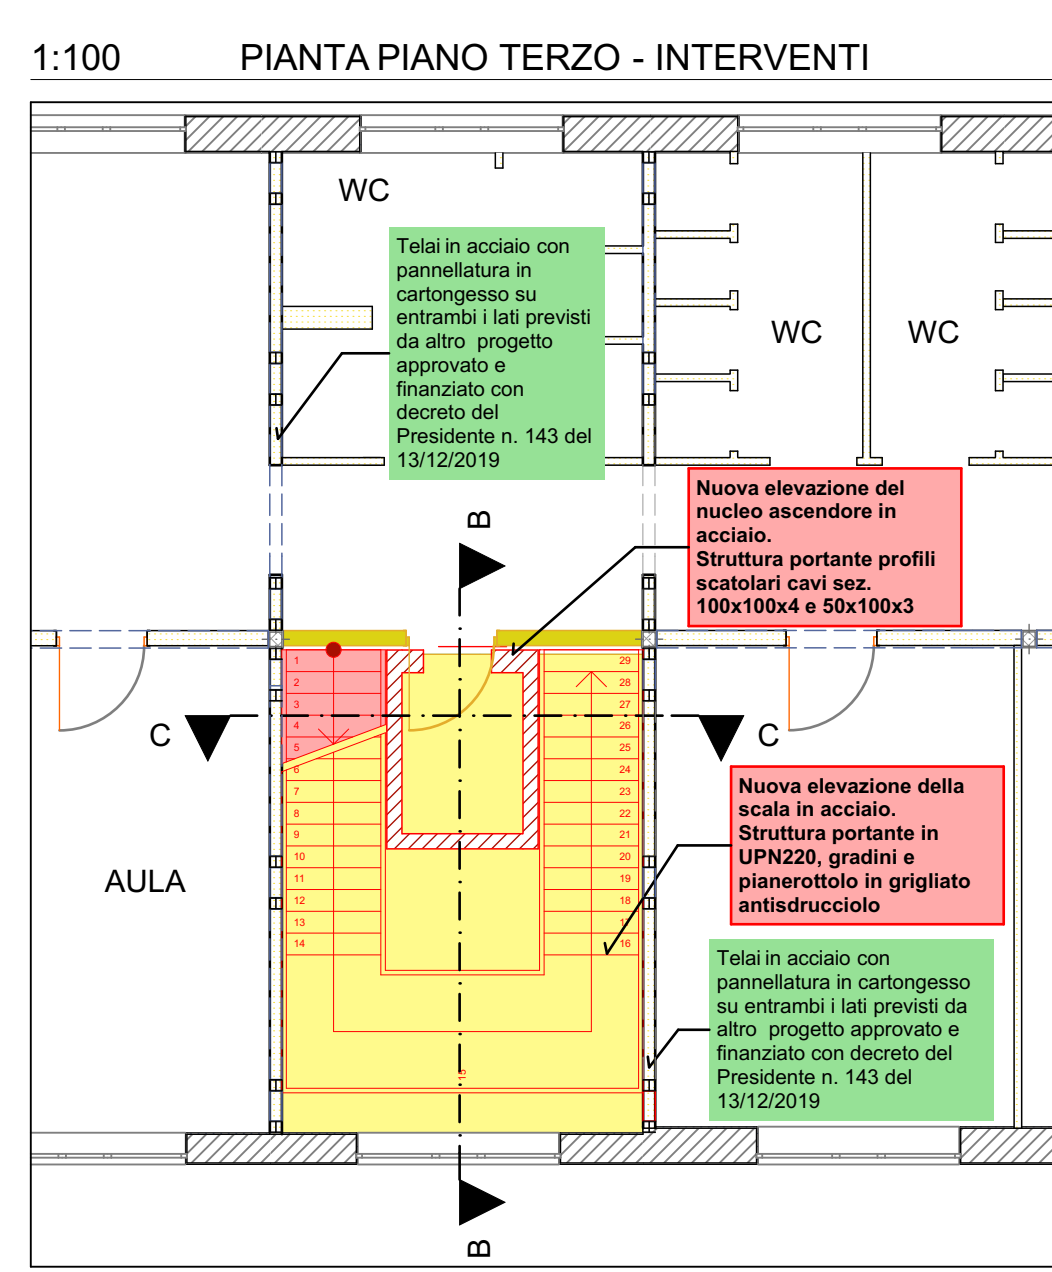 1:100 PIANTA PIANO TERZO - INTERVENTI
WC
Telai in acciaio con
pannellatura in
cartongesso su
entrambi i lati previsti
da altro progetto
approvato e
finanziato con
decreto del
Presidente n. 143 del
13/12/2019
WC
WC
Nuova elevazione del
nucleo ascendore in
acciaio.
Struttura portante profili
scatolari cavi sez.
100x100x4 e 50x100x3
B
1
2
3
4
5
6
7
8
9
10
11
12
13
14
29
28
27
26
25
24
23
22
21
20
19
18
17
16
15
C
C
Nuova elevazione della
scala in acciaio.
Struttura portante in
UPN220, gradini e
pianerottolo in grigliato
antisdrucciolo
AULA
Telai in acciaio con
pannellatura in cartongesso
su entrambi i lati previsti da
altro progetto approvato e
finanziato con decreto del
Presidente n. 143 del
13/12/2019
B